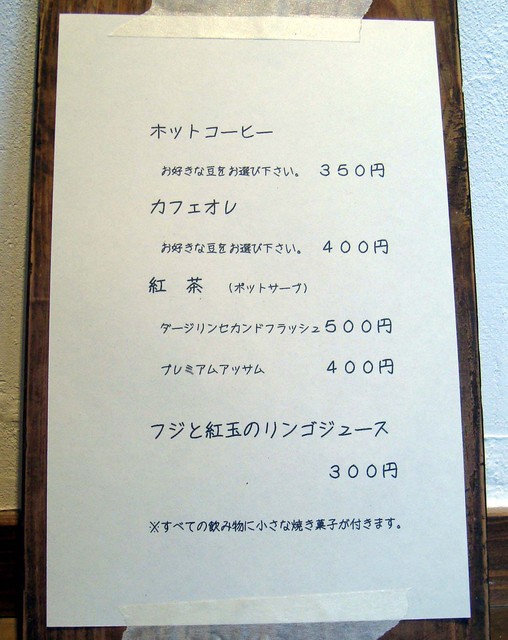 ホットコーヒー
お好きな豆をお選び下さい。 350円
カフェオレ
お好きな豆をお選び下さい。 400円
紅 茶 (ポットサーブ)
ダージリンセカンドフラッシュ 500円
プレミアムアッサム 400円
フジと紅玉のリンゴジュース
300円
※すべての飲み物に小さな焼き菓子が付きます。